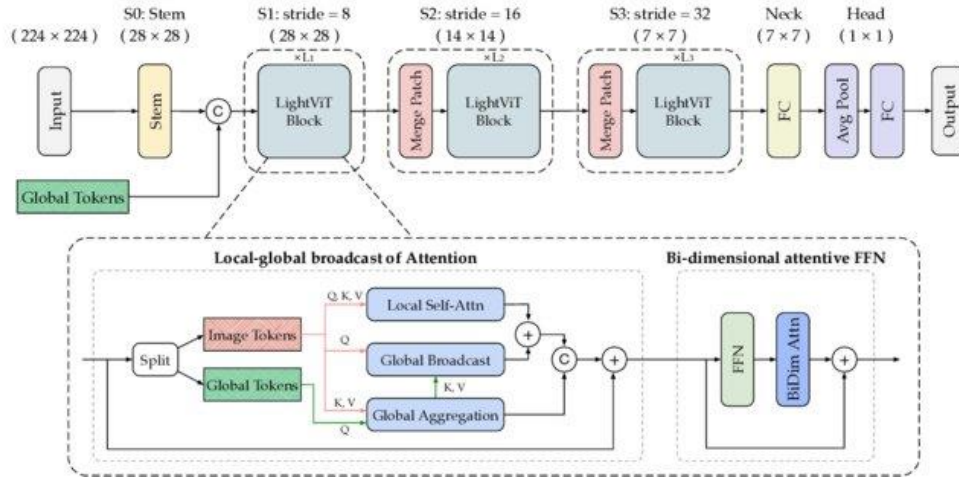 S0: Stem
S1: stride = 8
S2: stride = 16
S3: stride = 32
Neck
Head
( 224 × 224 )
( 28 × 28 )
( 28 × 28 )
( 14 × 14 )
( 7 × 7 )
( 7 × 7 )
( 1 × 1 )
×L₁
×L₂
×L₃
Input
Stem
C
LightViT
Block
Merge Patch
LightViT
Block
Merge Patch
LightViT
Block
FC
Avg Pool
FC
Output
Global Tokens
Local-global broadcast of Attention
Bi-dimensional attentive FFN
Split
Image Tokens
Global Tokens
Q, K, V
Q
K, V
Q
Local Self-Attn
Global Broadcast
K, V
Global Aggregation
C
FFN
BiDim Attn